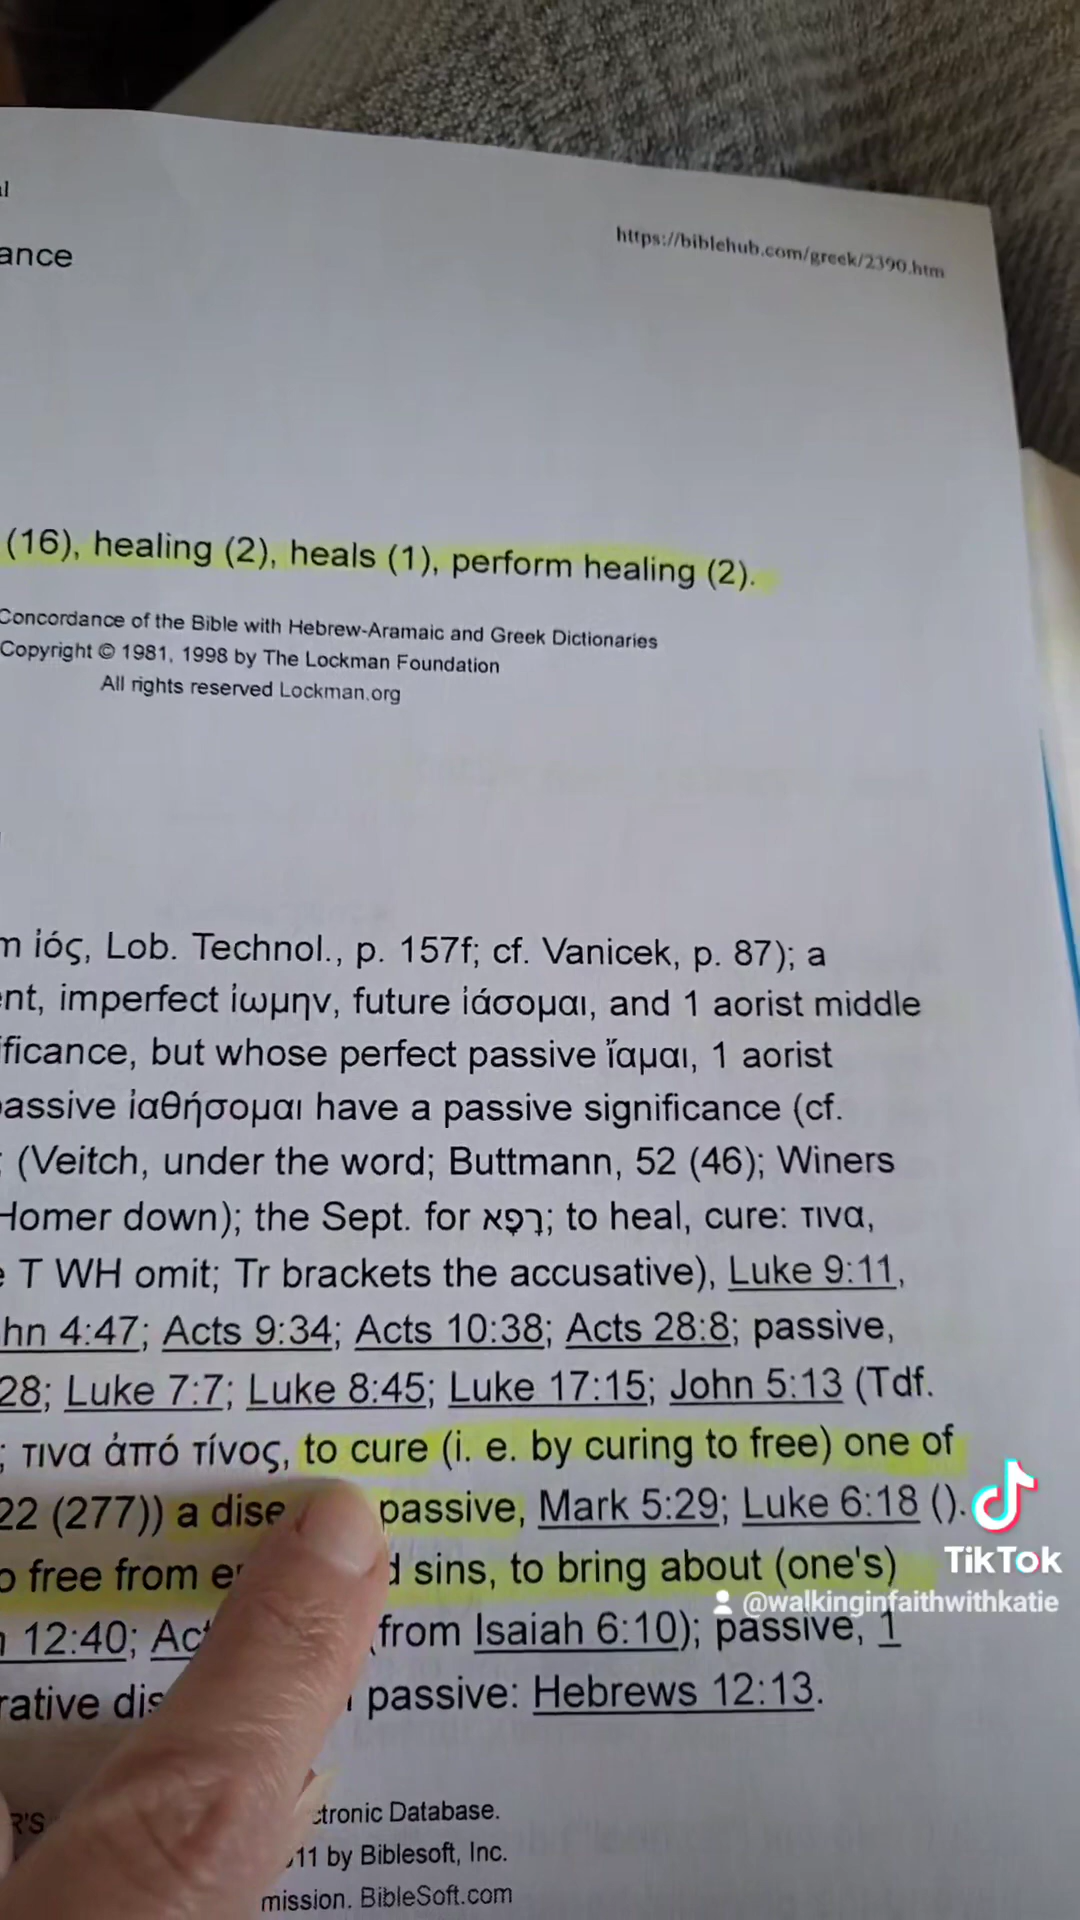 al
https://biblehub.com/greek/2390.htm
ance
(16), healing (2), heals (1), perform healing (2).
Concordance of the Bible with Hebrew-Aramaic and Greek Dictionaries
Copyright © 1981, 1998 by The Lockman Foundation
All rights reserved Lockman.org
m ἰός, Lob. Technol., p. 157f; cf. Vanicek, p. 87); a
ent, imperfect ἰωμην, future ἰάσομαι, and 1 aorist middle
ificance, but whose perfect passive ἴαμαι, 1 aorist
passive ἰαθήσομαι have a passive significance (cf.
; (Veitch, under the word; Buttmann, 52 (46); Winers
Homer down); the Sept. for רָפָא; to heal, cure: τινα,
e T WH omit; Tr brackets the accusative), Luke 9:11,
hn 4:47; Acts 9:34; Acts 10:38; Acts 28:8; passive,
28; Luke 7:7; Luke 8:45; Luke 17:15; John 5:13 (Tdf.
; τινα ἀπό τίνος, to cure (i. e. by curing to free) one of
22 (277)) a dise passive, Mark 5:29; Luke 6:18 ().
o free from er d sins, to bring about (one's)
n 12:40; Act (from Isaiah 6:10); passive, 1
rative dis passive: Hebrews 12:13.
R'S ctronic Database.
11 by Biblesoft, Inc.
mission. BibleSoft.com
TikTok
@walkinginfaithwithkatie